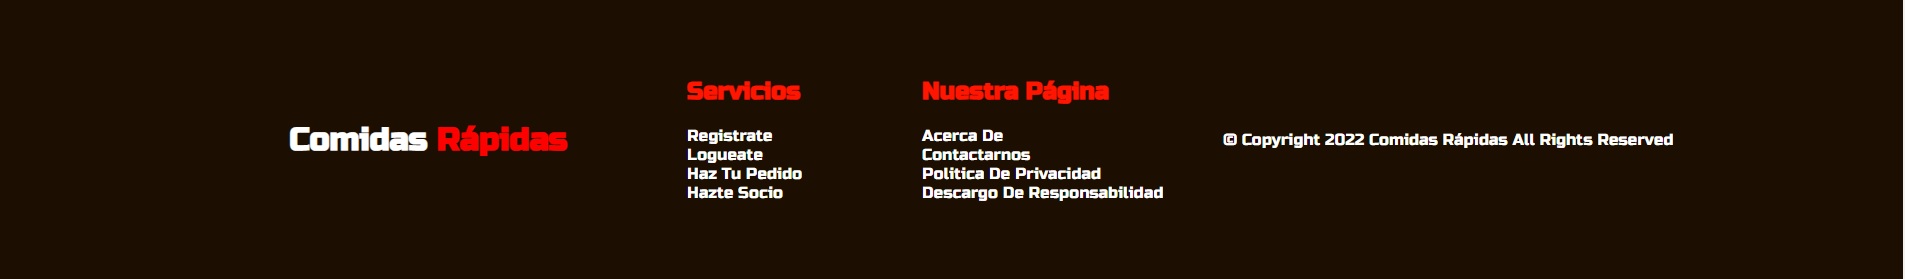 Comidas Rápidas
Servicios
Registrate
Logueate
Haz Tu Pedido
Hazte Socio
Nuestra Página
Acerca De
Contactarnos
Politica De Privacidad
Descargo De Responsabilidad
© Copyright 2022 Comidas Rápidas All Rights Reserved